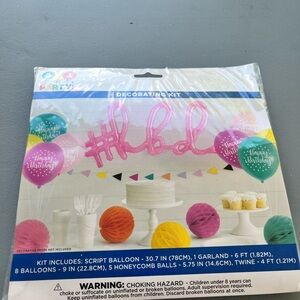 PARTY!
DECORATING KIT
#hbd
Happy Birthday!
Happy Birthday!
Happy Birthday!
KIT INCLUDES: SCRIPT BALLOON - 30.7 IN (78CM), 1 GARLAND - 6 FT (1.82M),
8 BALLOONS - 9 IN (22.8CM), 5 HONEYCOMB BALLS - 5.75 IN (14.6CM), TWINE - 4 FT (1.21M)
WARNING: CHOKING HAZARD - Children under 8 years can
choke or suffocate on uninflated or broken balloons. Adult supervision required.
Keep uninflated balloons from children. Discard broken balloons at once.